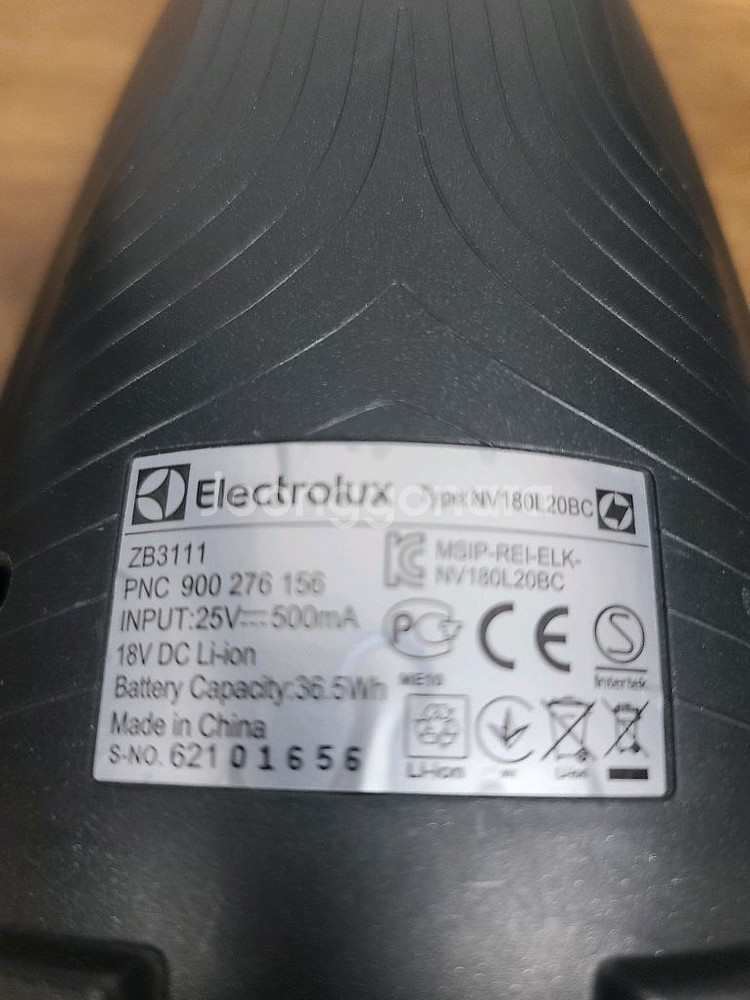 Electrolux Type: NV180L20BC
ZB3111
PNC 900 276 156
INPUT:25V 500mA
18V DC Li-ion
Battery Capacity:36.5Wh
Made in China
S-NO. 621 01656
MSIP-REI-ELK-
NV180L20BC
CE
S
Intertek
ME10
Li-ion